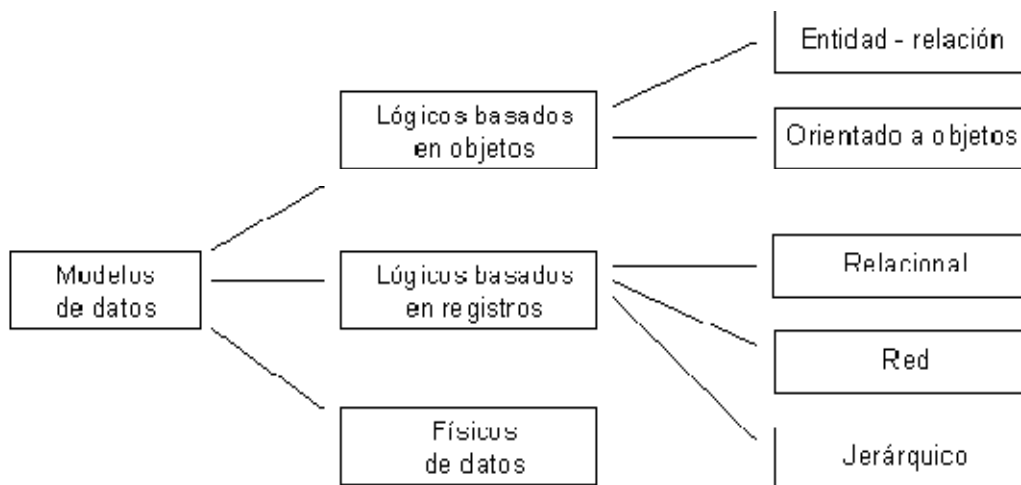 Entidad - relación
Lógicos basados
en objetos
Orientado a objetos
Modelos
de datos
Lógicos basados
en registros
Relacional
Red
Físicos
de datos
Jerárquico